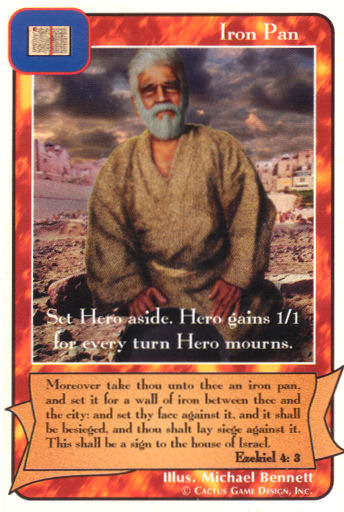 Iron Pan
Set Hero aside. Hero gains 1/1
for every turn Hero mourns.
Moreover take thou unto thee an iron pan,
and set it for a wall of iron between thee and
the city: and set thy face against it, and it shall
be besieged, and thou shalt lay siege against it.
This shall be a sign to the house of Israel.
Ezekiel 4: 3
Illus. Michael Bennett
© Cactus Game Design, Inc.